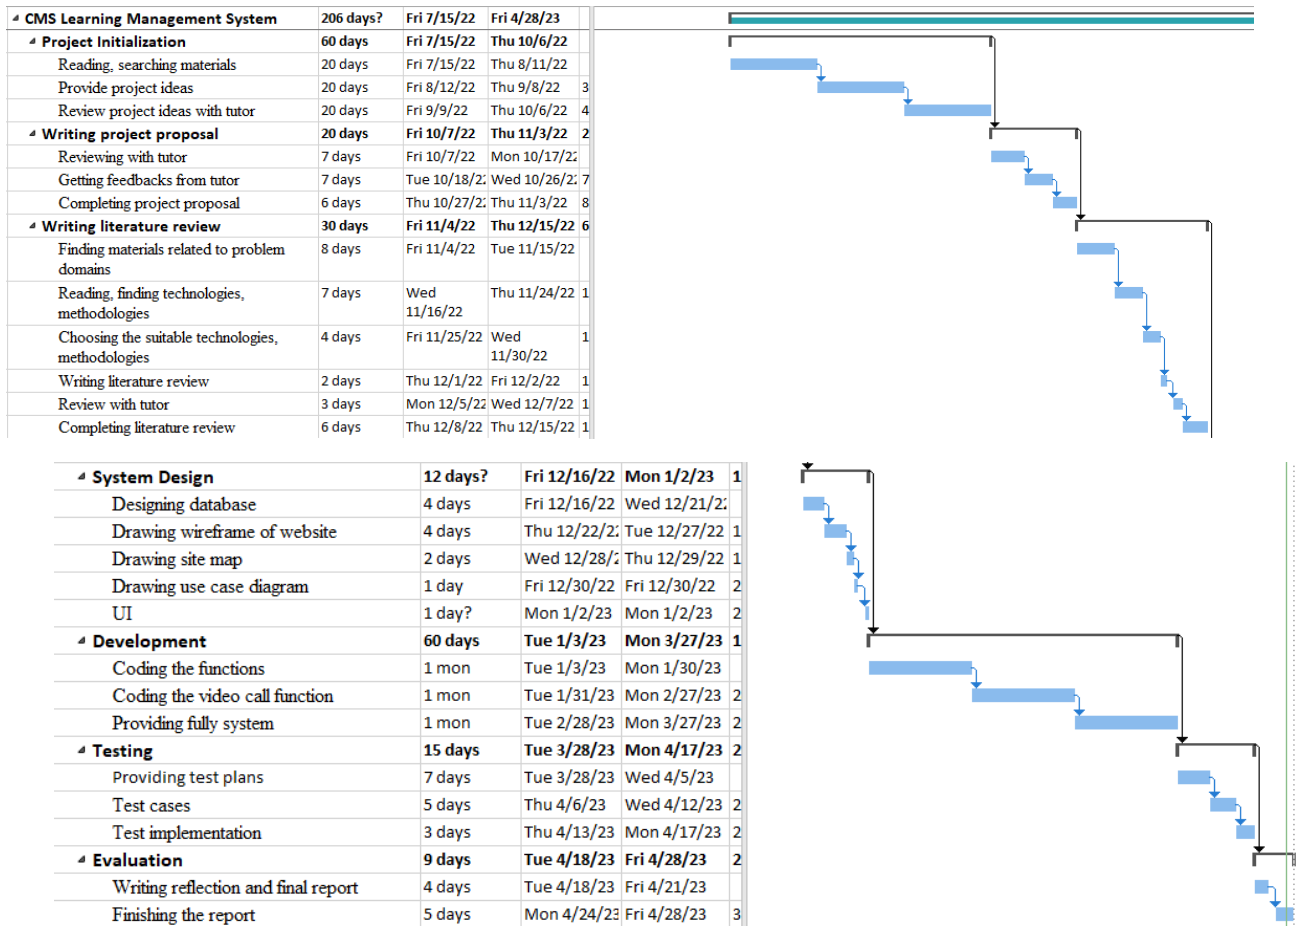 CMS Learning Management System 206 days? Fri 7/15/22 Fri 4/28/23
Project Initialization 60 days Fri 7/15/22 Thu 10/6/22
Reading, searching materials 20 days Fri 7/15/22 Thu 8/11/22
Provide project ideas 20 days Fri 8/12/22 Thu 9/8/22 3
Review project ideas with tutor 20 days Fri 9/9/22 Thu 10/6/22 4
Writing project proposal 20 days Fri 10/7/22 Thu 11/3/22 2
Reviewing with tutor 7 days Fri 10/7/22 Mon 10/17/22
Getting feedbacks from tutor 7 days Tue 10/18/22 Wed 10/26/22 7
Completing project proposal 6 days Thu 10/27/22 Thu 11/3/22 8
Writing literature review 30 days Fri 11/4/22 Thu 12/15/22 6
Finding materials related to problem 8 days Fri 11/4/22 Tue 11/15/22
domains
Reading, finding technologies, 7 days Wed Thu 11/24/22 1
methodologies 11/16/22
Choosing the suitable technologies, 4 days Fri 11/25/22 Wed 1
methodologies 11/30/22
Writing literature review 2 days Thu 12/1/22 Fri 12/2/22 1
Review with tutor 3 days Mon 12/5/22 Wed 12/7/22 1
Completing literature review 6 days Thu 12/8/22 Thu 12/15/22 1
System Design 12 days? Fri 12/16/22 Mon 1/2/23 1
Designing database 4 days Fri 12/16/22 Wed 12/21/22
Drawing wireframe of website 4 days Thu 12/22/22 Tue 12/27/22 1
Drawing site map 2 days Wed 12/28/2 Thu 12/29/22 1
Drawing use case diagram 1 day Fri 12/30/22 Fri 12/30/22 2
UI 1 day? Mon 1/2/23 Mon 1/2/23 2
Development 60 days Tue 1/3/23 Mon 3/27/23 1
Coding the functions 1 mon Tue 1/3/23 Mon 1/30/23
Coding the video call function 1 mon Tue 1/31/23 Mon 2/27/23 2
Providing fully system 1 mon Tue 2/28/23 Mon 3/27/23 2
Testing 15 days Tue 3/28/23 Mon 4/17/23 2
Providing test plans 7 days Tue 3/28/23 Wed 4/5/23
Test cases 5 days Thu 4/6/23 Wed 4/12/23 2
Test implementation 3 days Thu 4/13/23 Mon 4/17/23 2
Evaluation 9 days Tue 4/18/23 Fri 4/28/23 2
Writing reflection and final report 4 days Tue 4/18/23 Fri 4/21/23
Finishing the report 5 days Mon 4/24/23 Fri 4/28/23 3